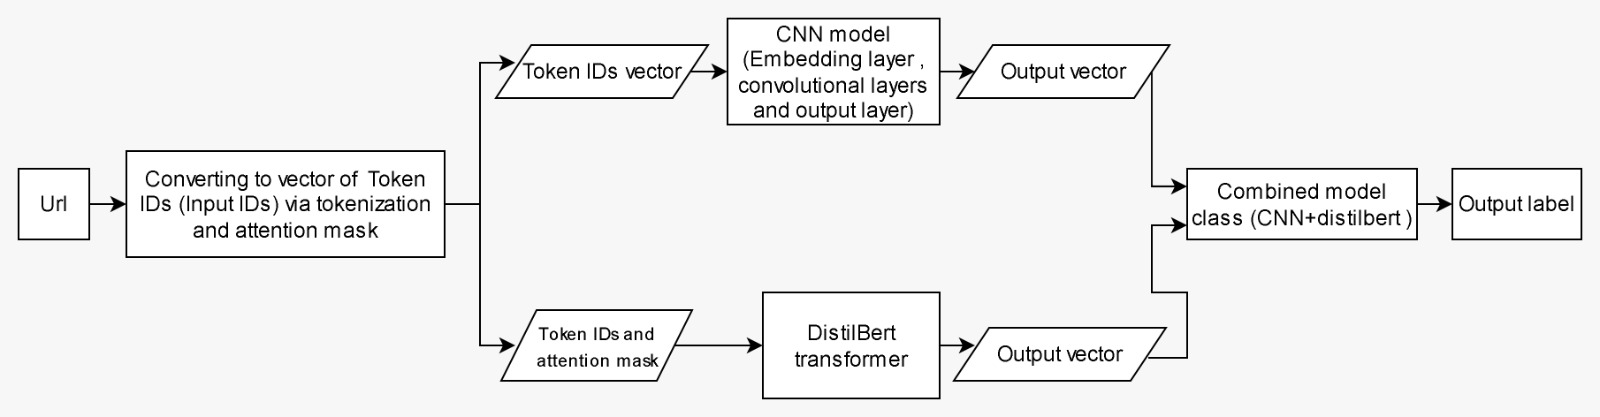 Url
Converting to vector of Token
IDs (Input IDs) via tokenization
and attention mask
Token IDs vector
CNN model
(Embedding layer ,
convolutional layers
and output layer)
Output vector
Token IDs and
attention mask
DistilBert
transformer
Output vector
Combined model
class (CNN+distilbert )
Output label